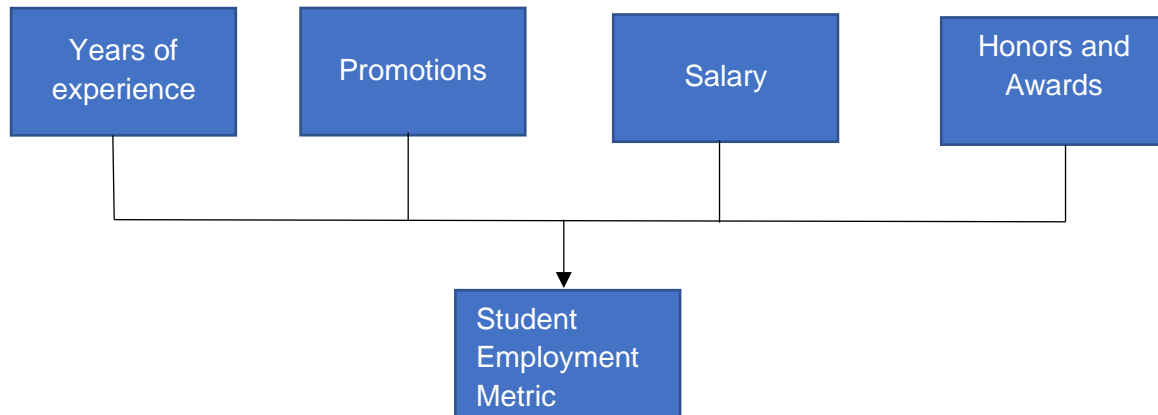 Years of
experience
Promotions
Salary
Honors and
Awards
Student
Employment
Metric